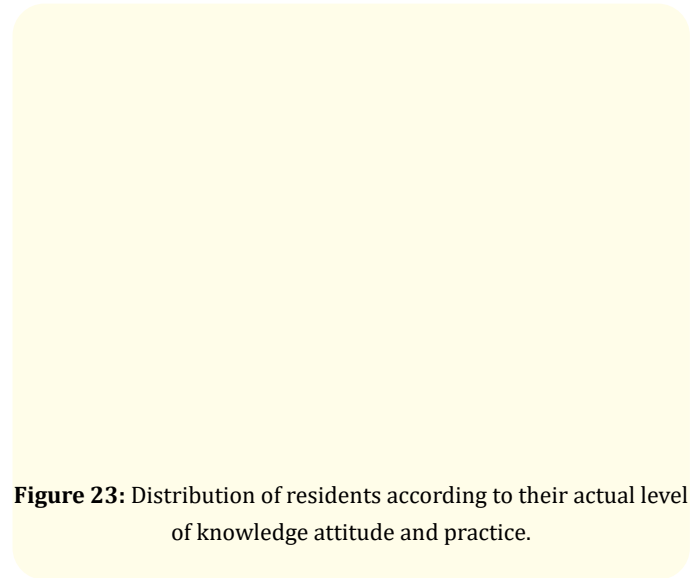 Figure 23: Distribution of residents according to their actual level
of knowledge attitude and practice.